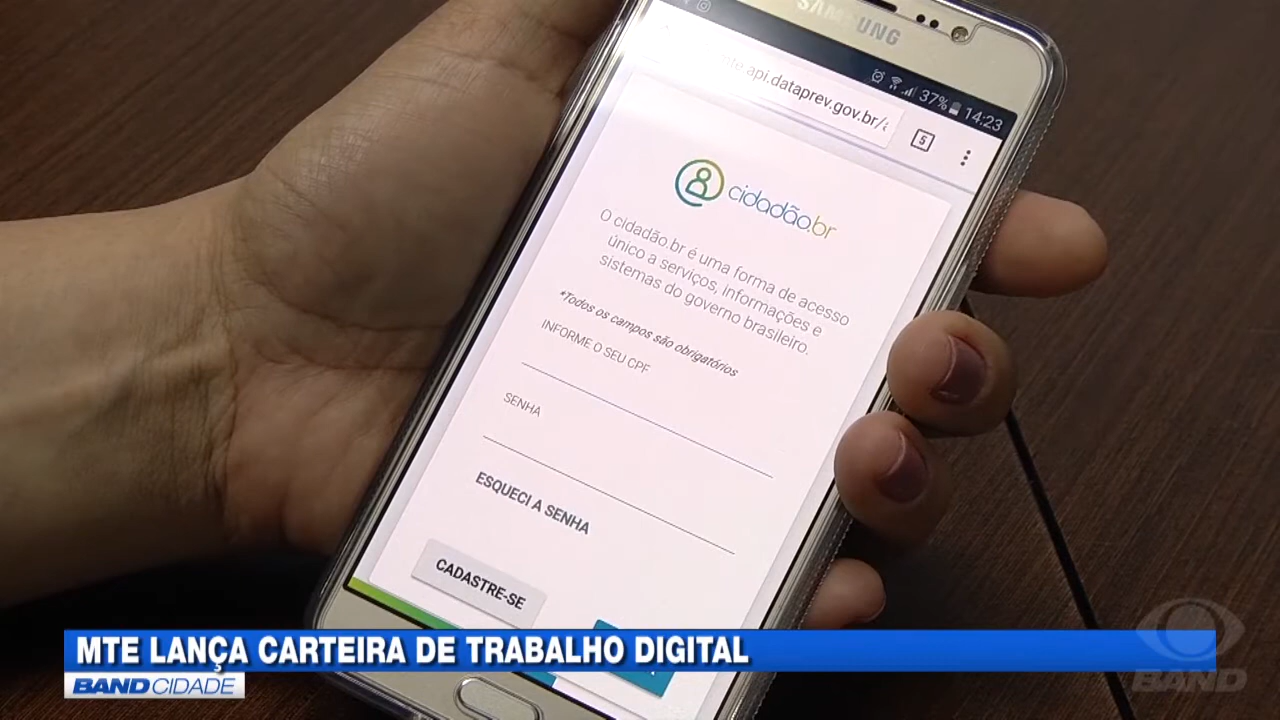 SAMSUNG
37% 14:23
mte.api.dataprev.gov.br/
5
cidadão.br
O cidadão.br é uma forma de acesso
único a serviços, informações e
sistemas do governo brasileiro.
*Todos os campos são obrigatórios
INFORME O SEU CPF
SENHA
ESQUECI A SENHA
CADASTRE-SE
MTE LANÇA CARTEIRA DE TRABALHO DIGITAL
BAND CIDADE
BAND